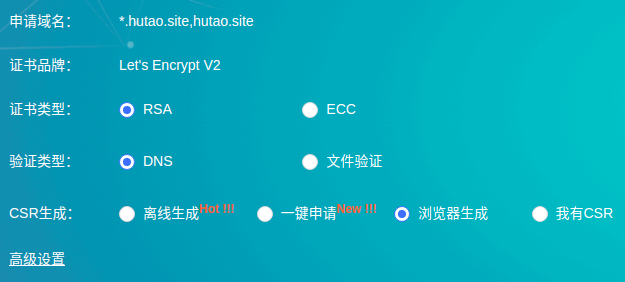 申请域名: *.hutao.site,hutao.site
证书品牌: Let's Encrypt V2
证书类型: RSA ECC
验证类型: DNS 文件验证
CSR生成: 离线生成Hot !!! 一键申请New !!! 浏览器生成 我有CSR
高级设置